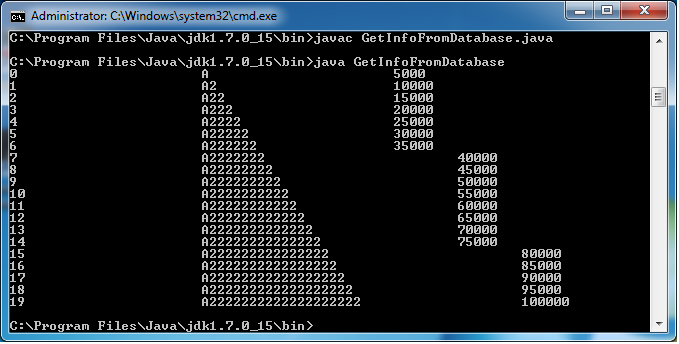 Administrator: C:\Windows\system32\cmd.exe
C:\Program Files\Java\jdk1.7.0_15\bin>javac GetInfoFromDatabase.java
C:\Program Files\Java\jdk1.7.0_15\bin>java GetInfoFromDatabase
0 A 5000
1 A2 10000
2 A22 15000
3 A222 20000
4 A2222 25000
5 A22222 30000
6 A222222 35000
7 A2222222 40000
8 A22222222 45000
9 A222222222 50000
10 A2222222222 55000
11 A22222222222 60000
12 A222222222222 65000
13 A2222222222222 70000
14 A22222222222222 75000
15 A222222222222222 80000
16 A2222222222222222 85000
17 A22222222222222222 90000
18 A222222222222222222 95000
19 A2222222222222222222 100000
C:\Program Files\Java\jdk1.7.0_15\bin>